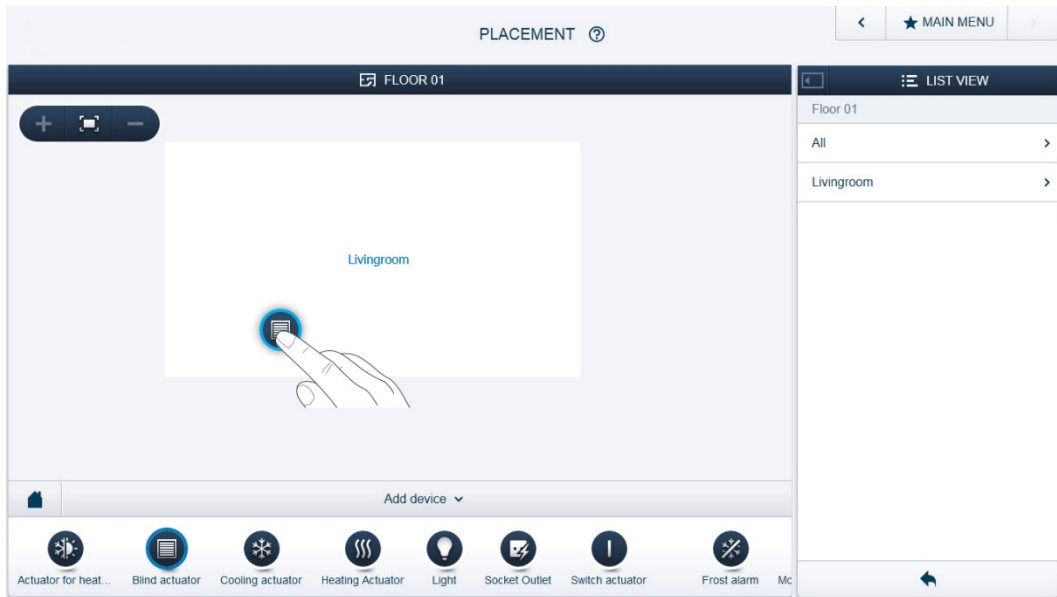 PLACEMENT
MAIN MENU
FLOOR 01
LIST VIEW
Floor 01
All
Livingroom
Livingroom
Add device
Actuator for heat... Blind actuator Cooling actuator Heating Actuator Light Socket Outlet Switch actuator Frost alarm Mo